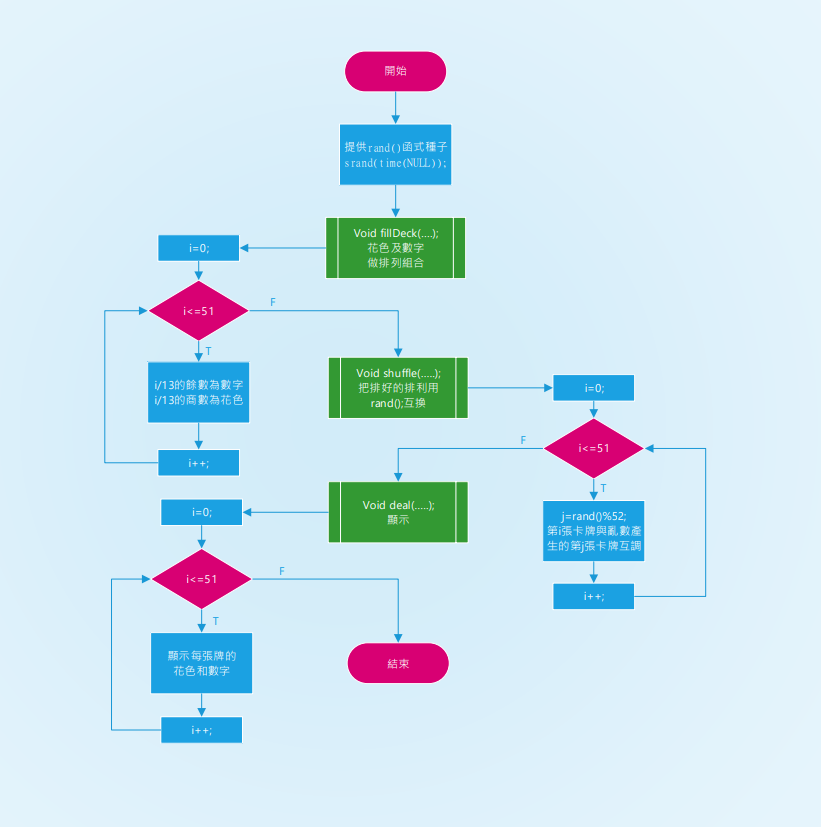 開始
提供rand()函式種子
srand(time(NULL));
Void fillDeck(....);
花色及數字
做排列組合
i=0;
i<=51
F
T
i/13的餘數為數字
i/13的商數為花色
i++;
Void shuffle(.....);
把排好的排利用
rand();互換
i=0;
i<=51
F
T
j=rand()%52;
第i張卡牌與亂數產
生的第j張卡牌互調
i++;
Void deal(.....);
顯示
i=0;
i<=51
F
T
顯示每張牌的
花色和數字
i++;
結束